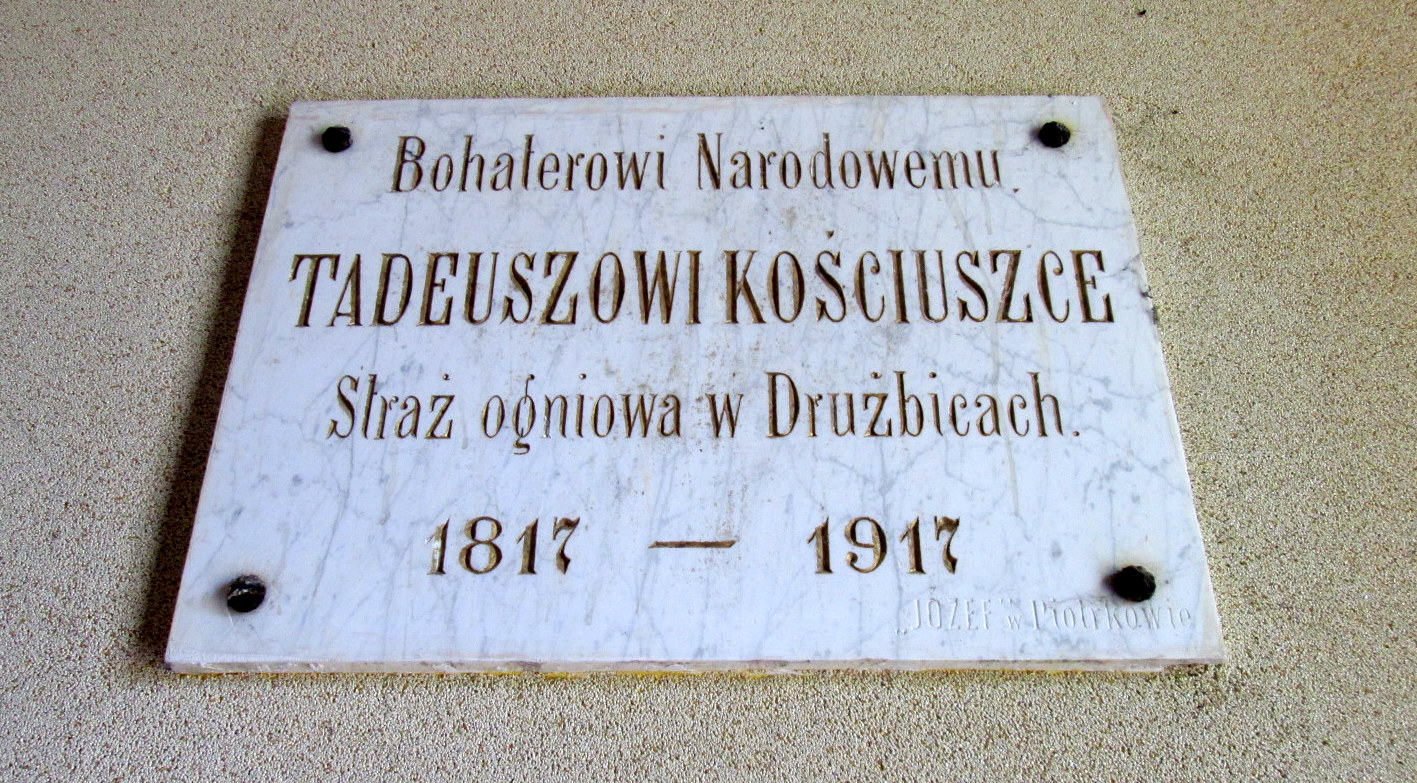 Bohaterowi Narodowemu
TADEUSZOWI KOŚCIUSZCE
Straż ogniowa w Drużbicach.
1817 — 1917
„JÓZEF” w Piotrkowie